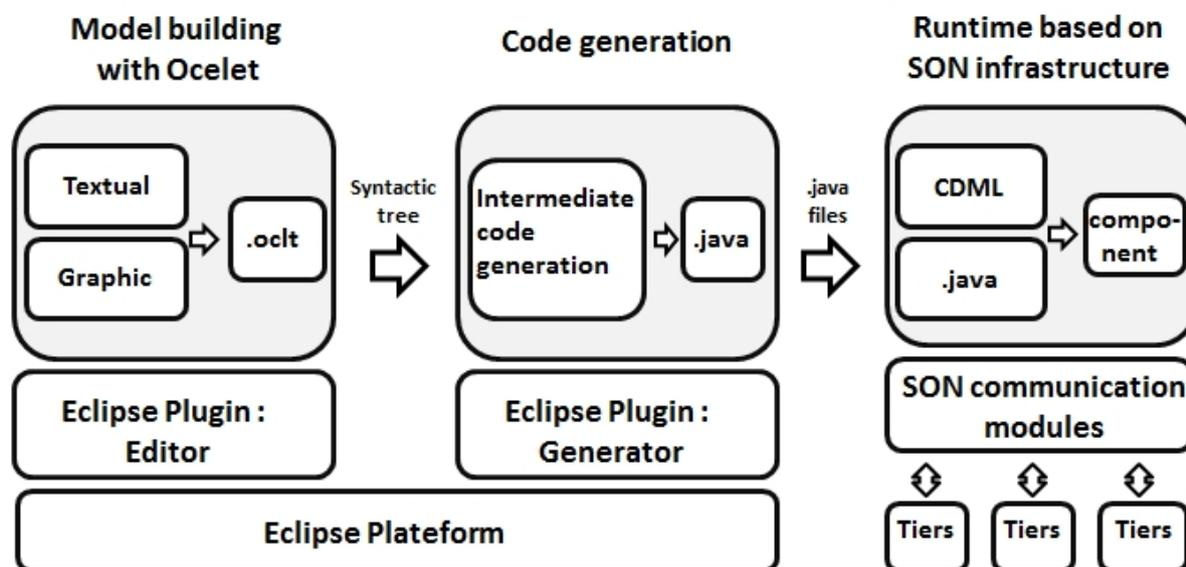 Model building
with Ocelet
Code generation
Runtime based on
SON infrastructure
Textual
Graphic
.oclt
Syntactic
tree
Intermediate
code
generation
.java
.java
files
CDML
.java
compo-
nent
Eclipse Plugin :
Editor
Eclipse Plugin :
Generator
SON communication
modules
Eclipse Plateform
Tiers
Tiers
Tiers